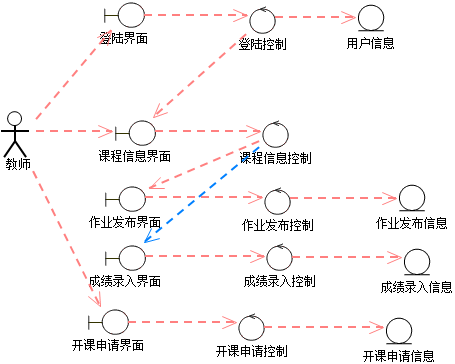 登陆界面
登陆控制
用户信息
教师
课程信息界面
课程信息控制
作业发布界面
作业发布控制
作业发布信息
成绩录入界面
成绩录入控制
成绩录入信息
开课申请界面
开课申请控制
开课申请信息